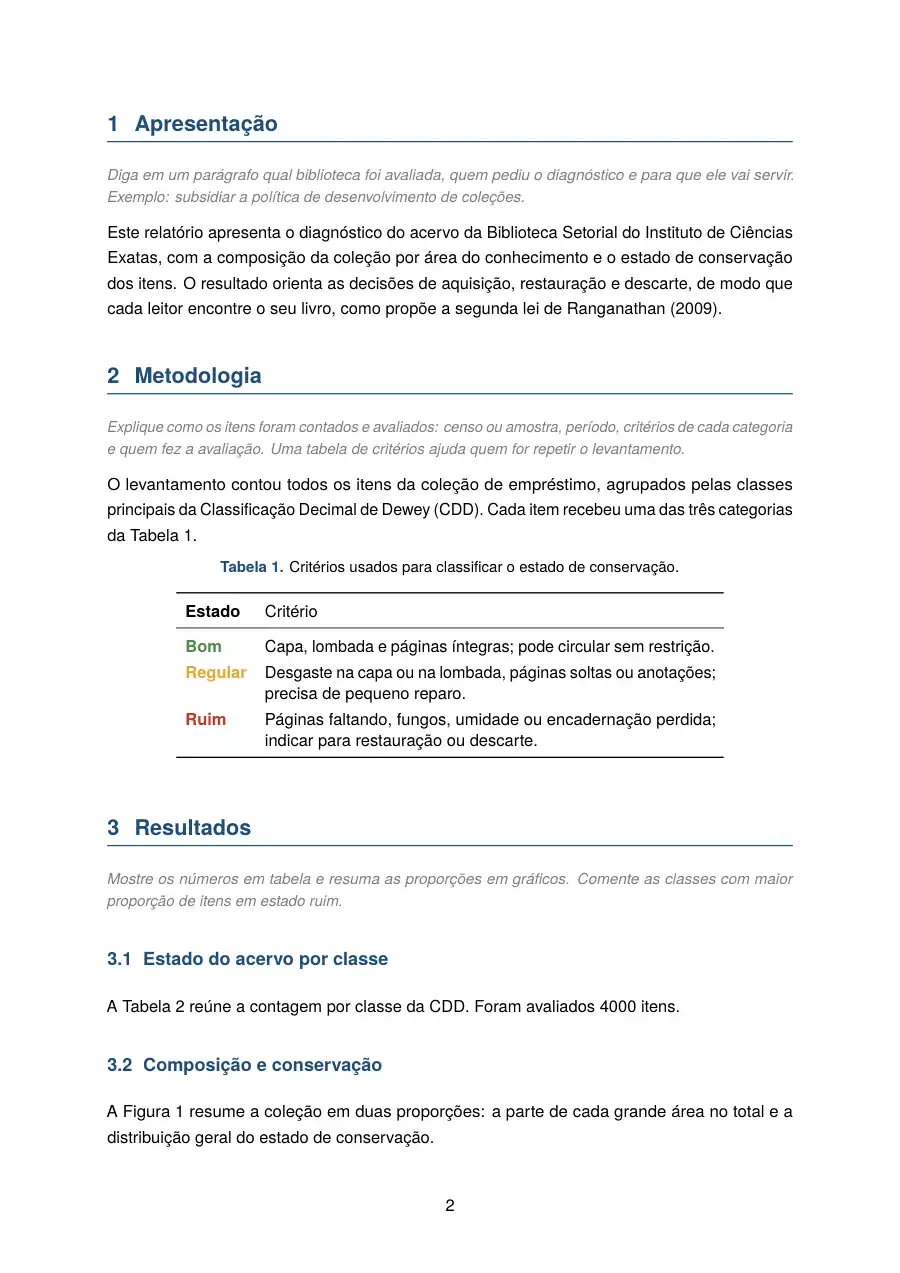 1 Apresentação
Diga em um parágrafo qual biblioteca foi avaliada, quem pediu o diagnóstico e para que ele vai servir.
Exemplo: subsidiar a política de desenvolvimento de coleções.
Este relatório apresenta o diagnóstico do acervo da Biblioteca Setorial do Instituto de Ciências
Exatas, com a composição da coleção por área do conhecimento e o estado de conservação
dos itens. O resultado orienta as decisões de aquisição, restauração e descarte, de modo que
cada leitor encontre o seu livro, como propõe a segunda lei de Ranganathan (2009).
2 Metodologia
Explique como os itens foram contados e avaliados: censo ou amostra, período, critérios de cada categoria
e quem fez a avaliação. Uma tabela de critérios ajuda quem for repetir o levantamento.
O levantamento contou todos os itens da coleção de empréstimo, agrupados pelas classes
principais da Classificação Decimal de Dewey (CDD). Cada item recebeu uma das três categorias
da Tabela 1.
Tabela 1. Critérios usados para classificar o estado de conservação.
Estado Critério
Bom Capa, lombada e páginas íntegras; pode circular sem restrição.
Regular Desgaste na capa ou na lombada, páginas soltas ou anotações;
precisa de pequeno reparo.
Ruim Páginas faltando, fungos, umidade ou encadernação perdida;
indicar para restauração ou descarte.
3 Resultados
Mostre os números em tabela e resuma as proporções em gráficos. Comente as classes com maior
proporção de itens em estado ruim.
3.1 Estado do acervo por classe
A Tabela 2 reúne a contagem por classe da CDD. Foram avaliados 4000 itens.
3.2 Composição e conservação
A Figura 1 resume a coleção em duas proporções: a parte de cada grande área no total e a
distribuição geral do estado de conservação.
2